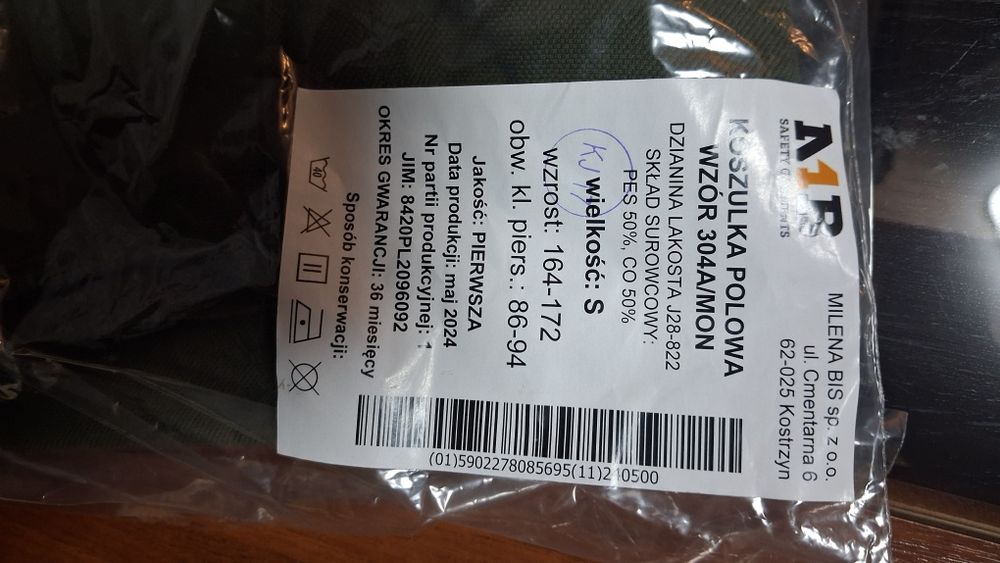 MILENA BIS sp. z o.o.
ul. Cmentarna 6
62-025 Kostrzyn
SAFETY
KOSZULKA POLOWA
WZÓR 304A/MON
DZIANINA LAKOSTA J28-822
SKŁAD SUROWCOWY:
PES 50%, CO 50%
wielkość: S
wzrost: 164-172
obw. kl. piers.: 86-94
Jakość: PIERWSZA
Data produkcji: maj 2024
Nr partii produkcyjnej: 1
JIM: 8420PL2096092
OKRES GWARANCJI: 36 miesięcy
Sposób konserwacji:
40
(01)5902278085695(11)240500